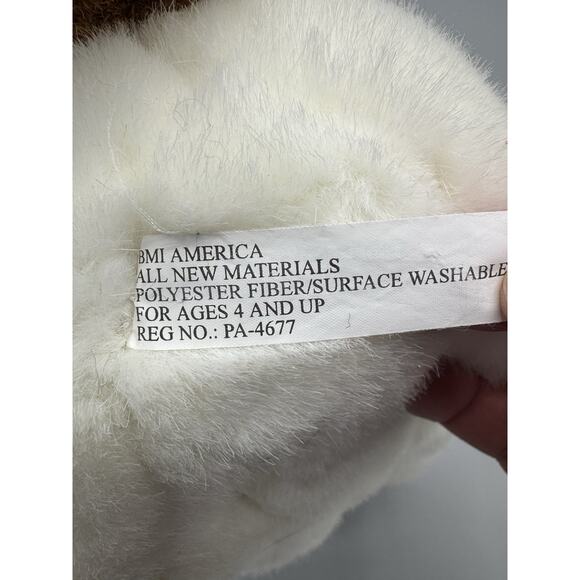 BMI AMERICA
ALL NEW MATERIALS
POLYESTER FIBER/SURFACE WASHABLE
FOR AGES 4 AND UP
REG NO.: PA-4677